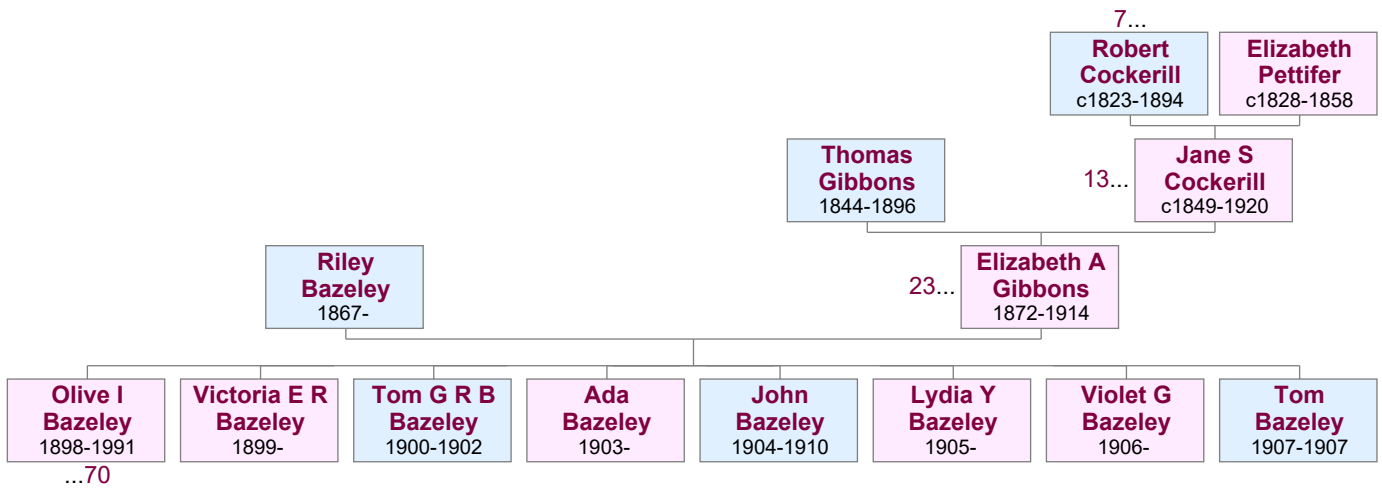 7...
Robert
Cockerill
c1823-1894
Elizabeth
Pettifer
c1828-1858
Thomas
Gibbons
1844-1896
13...
Jane S
Cockerill
c1849-1920
Riley
Bazeley
1867-
23...
Elizabeth A
Gibbons
1872-1914
Olive I
Bazeley
1898-1991
Victoria E R
Bazeley
1899-
Tom G R B
Bazeley
1900-1902
Ada
Bazeley
1903-
John
Bazeley
1904-1910
Lydia Y
Bazeley
1905-
Violet G
Bazeley
1906-
Tom
Bazeley
1907-1907
...70